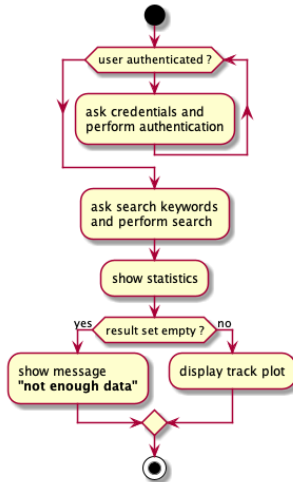 user authenticated ?
ask credentials and
perform authentication
ask search keywords
and perform search
show statistics
yes
result set empty ?
no
show message
"not enough data"
display track plot